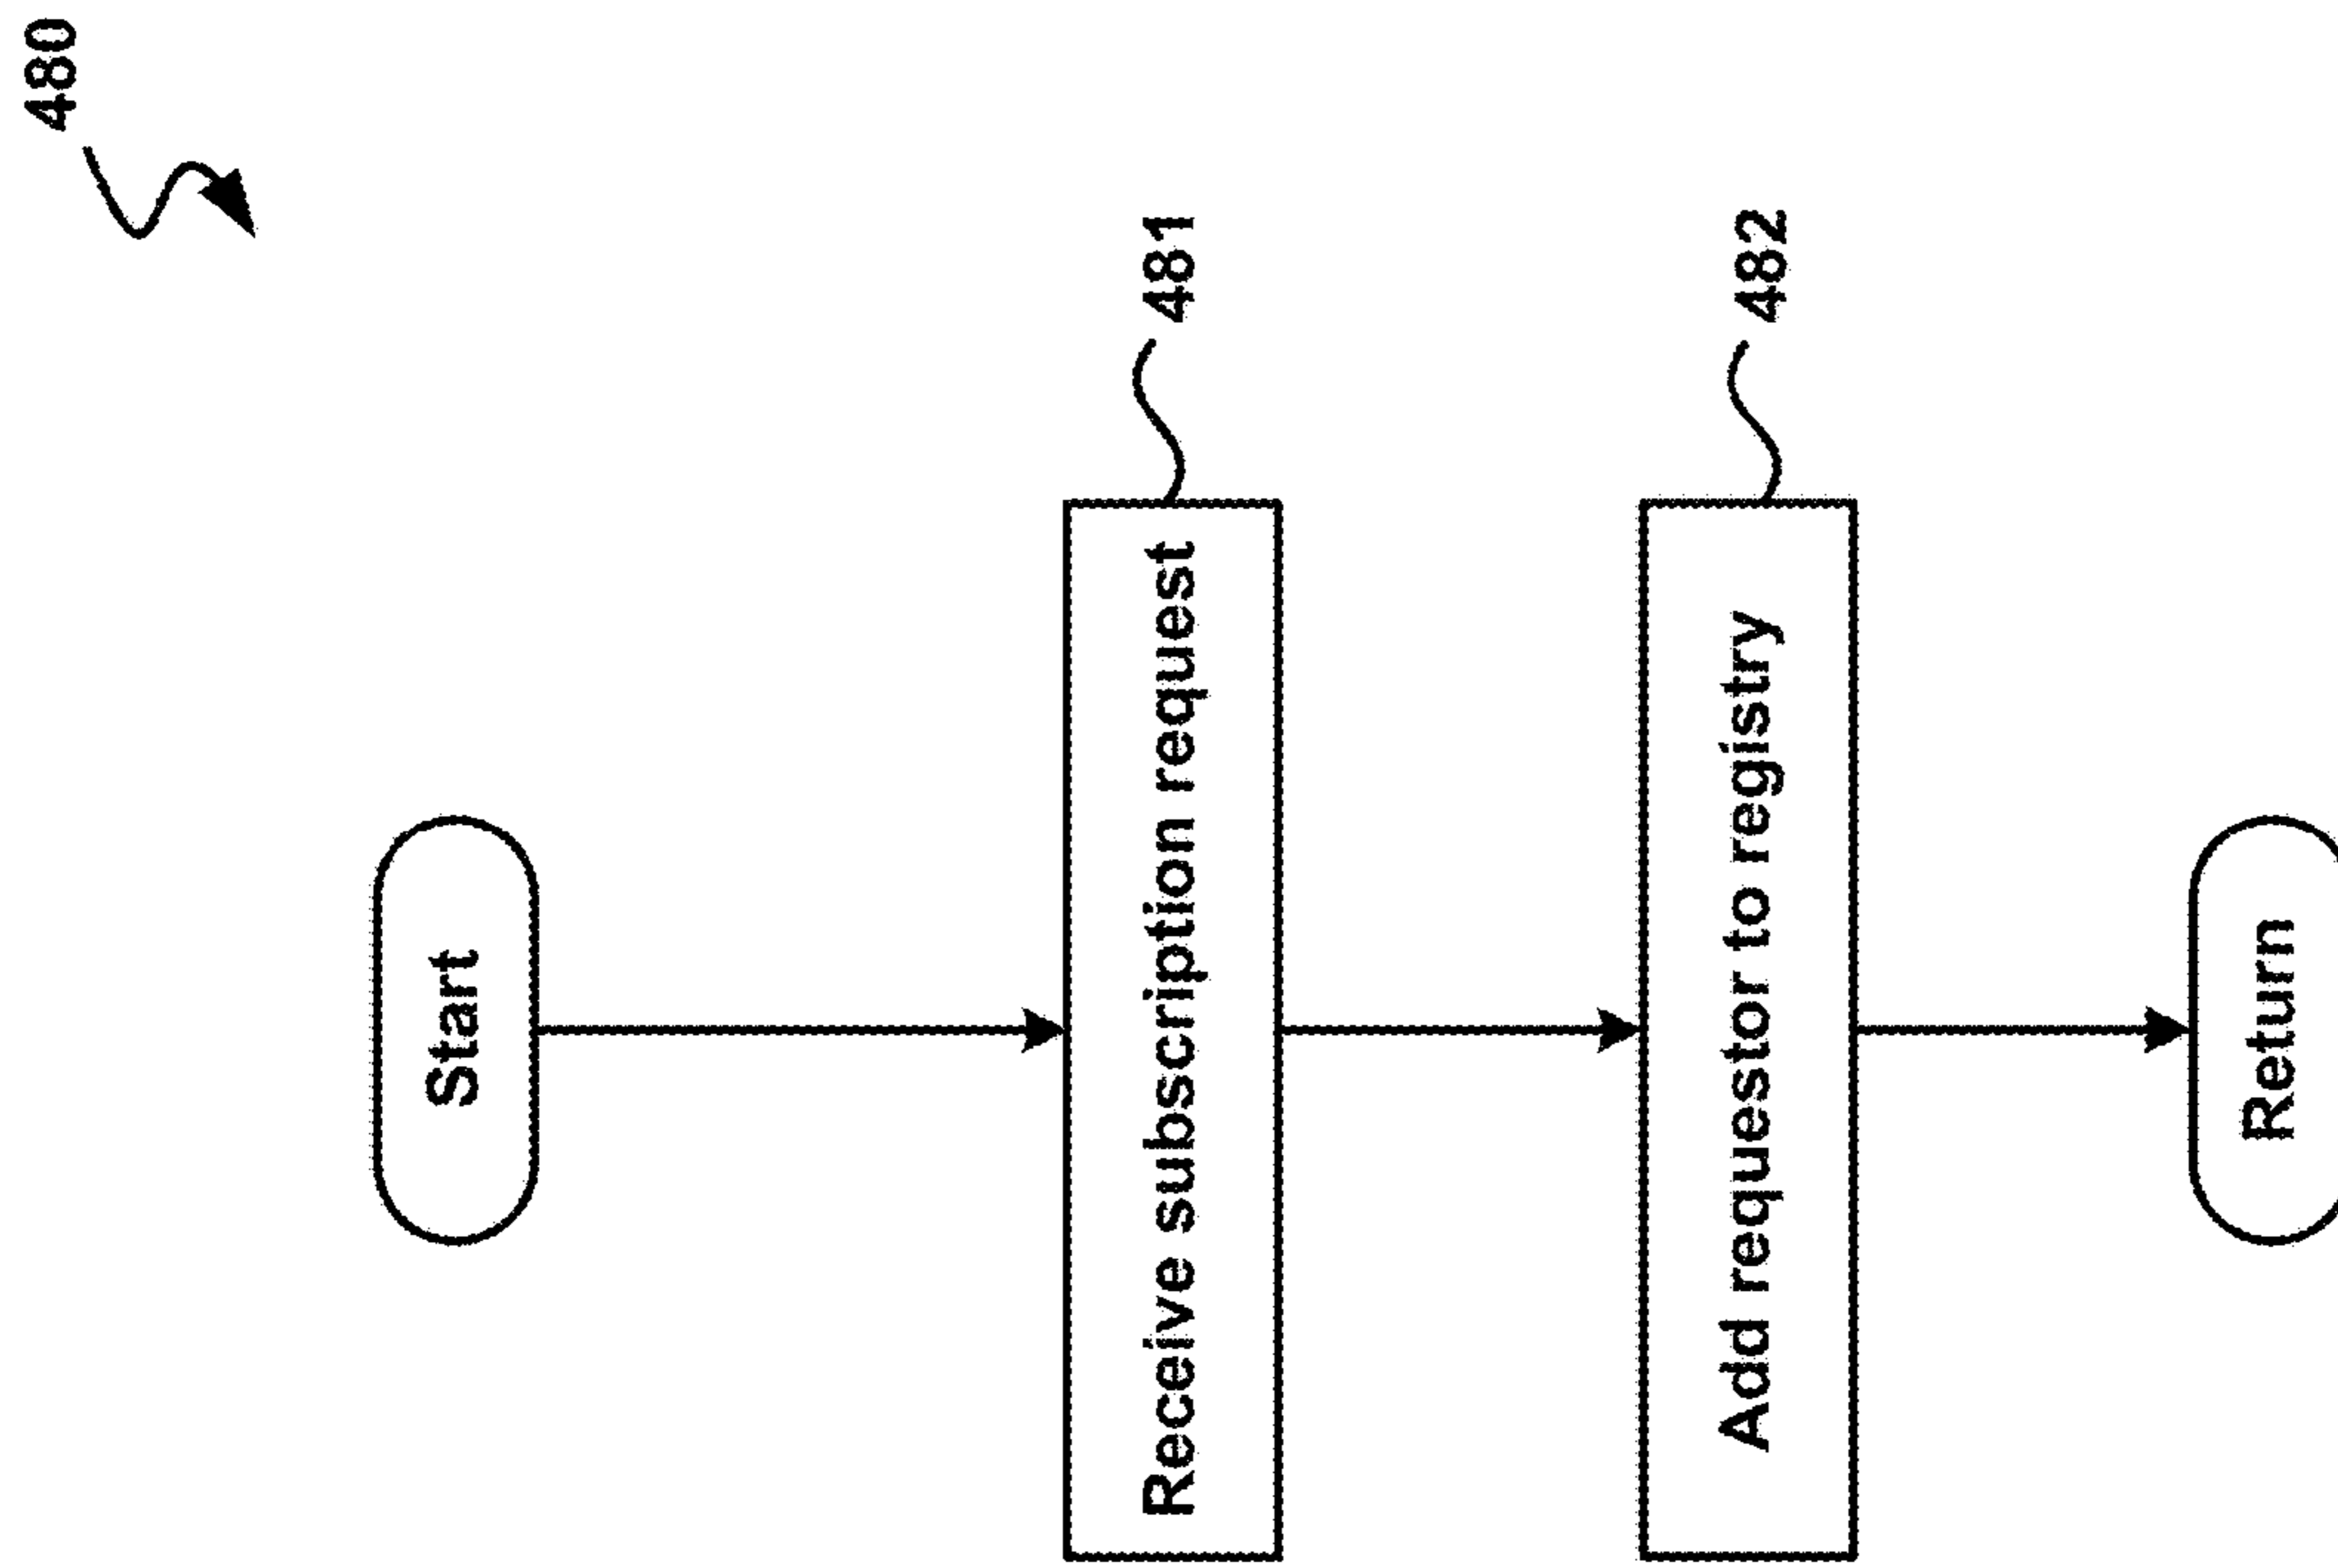 480
Start
Receive subscription request
481
Add requestor to registry
482
Return